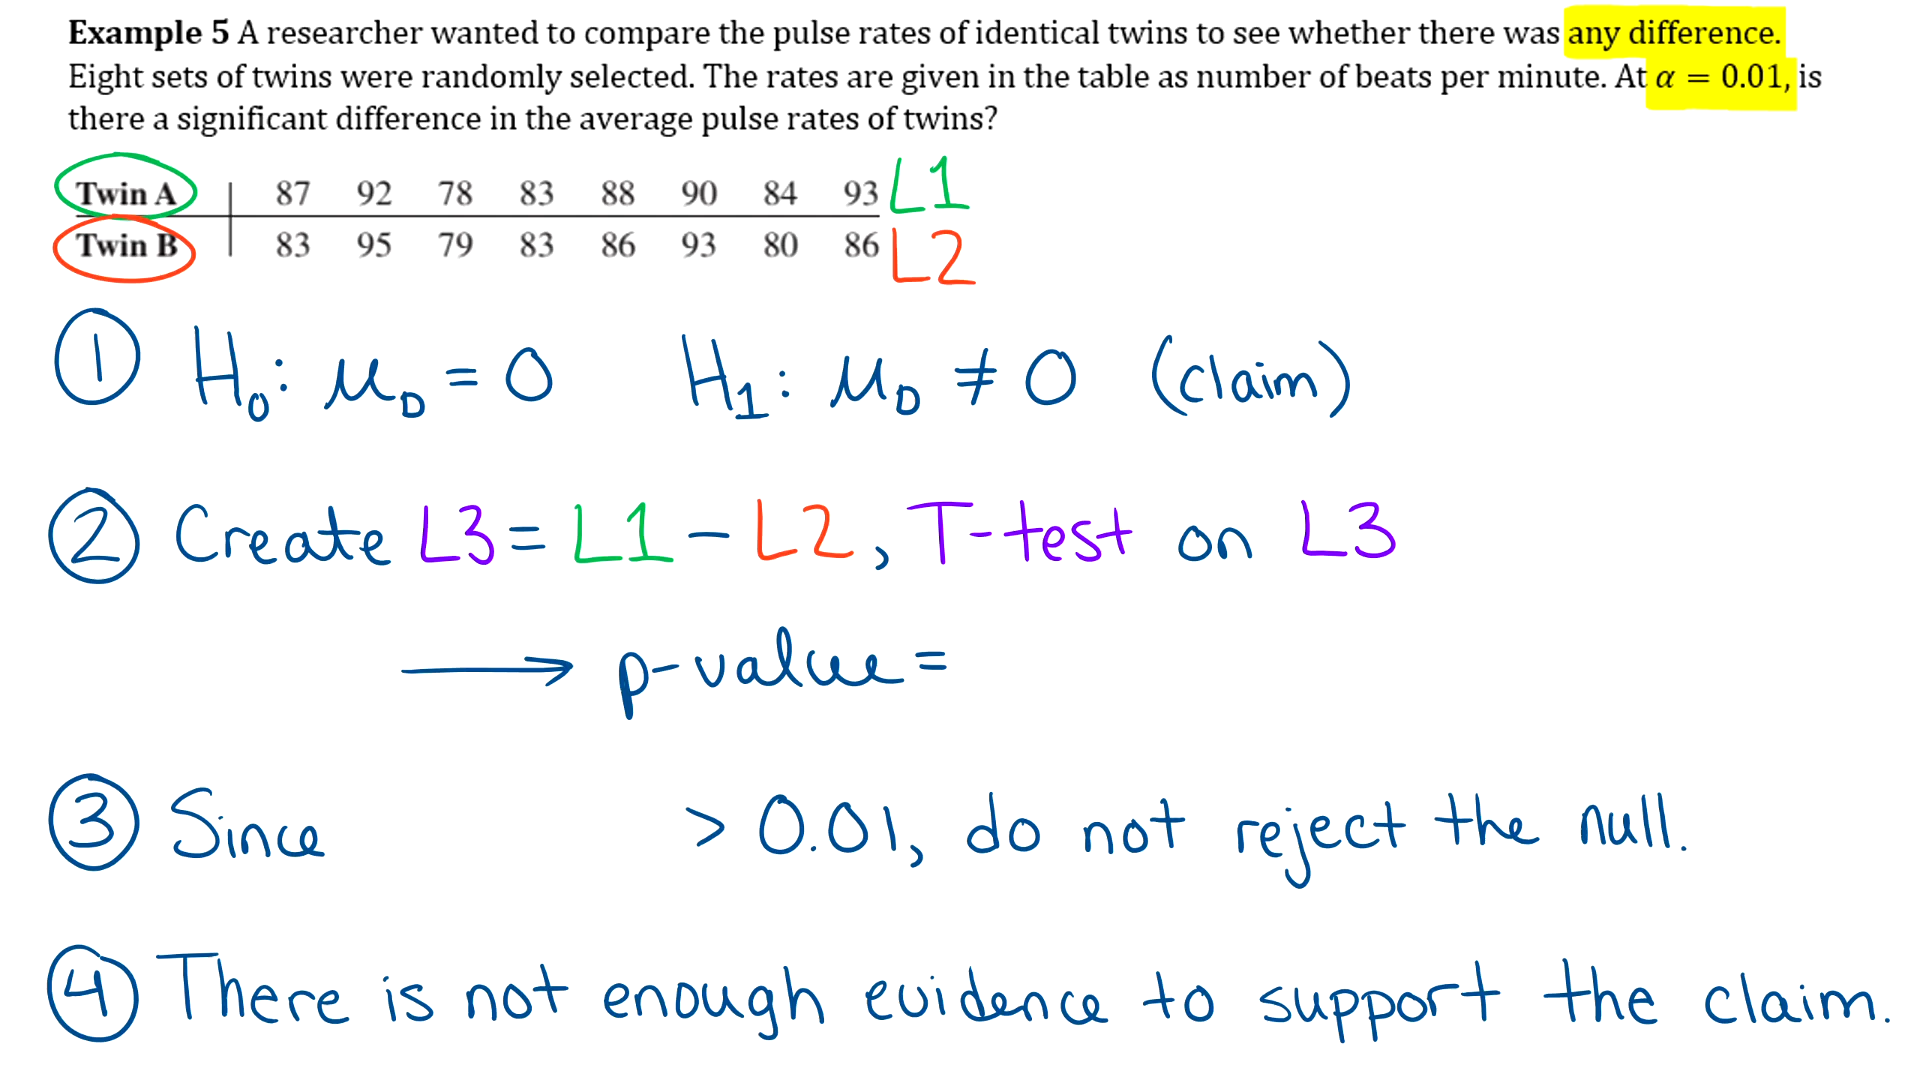 Example 5 A researcher wanted to compare the pulse rates of identical twins to see whether there was any difference.
Eight sets of twins were randomly selected. The rates are given in the table as number of beats per minute. At α = 0.01, is
there a significant difference in the average pulse rates of twins?
Twin A 87 92 78 83 88 90 84 93 L1
Twin B 83 95 79 83 86 93 80 86 L2
① H₀: μ_D = 0 H₁: μ_D ≠ 0 (claim)
② Create L3 = L1 - L2, T-test on L3
→ p-value =
③ Since > 0.01, do not reject the null.
④ There is not enough evidence to support the claim.